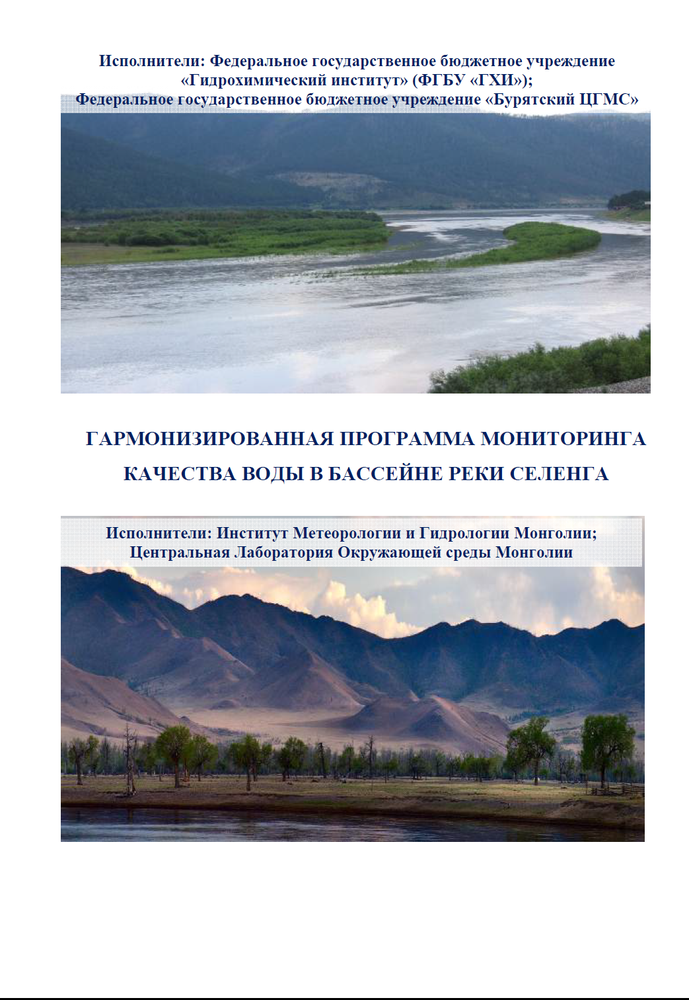 Исполнители: Федеральное государственное бюджетное учреждение
«Гидрохимический институт» (ФГБУ «ГХИ»);
Федеральное государственное бюджетное учреждение «Бурятский ЦГМС»
ГАРМОНИЗИРОВАННАЯ ПРОГРАММА МОНИТОРИНГА
КАЧЕСТВА ВОДЫ В БАССЕЙНЕ РЕКИ СЕЛЕНГА
Исполнители: Институт Метеорологии и Гидрологии Монголии;
Центральная Лаборатория Окружающей среды Монголии